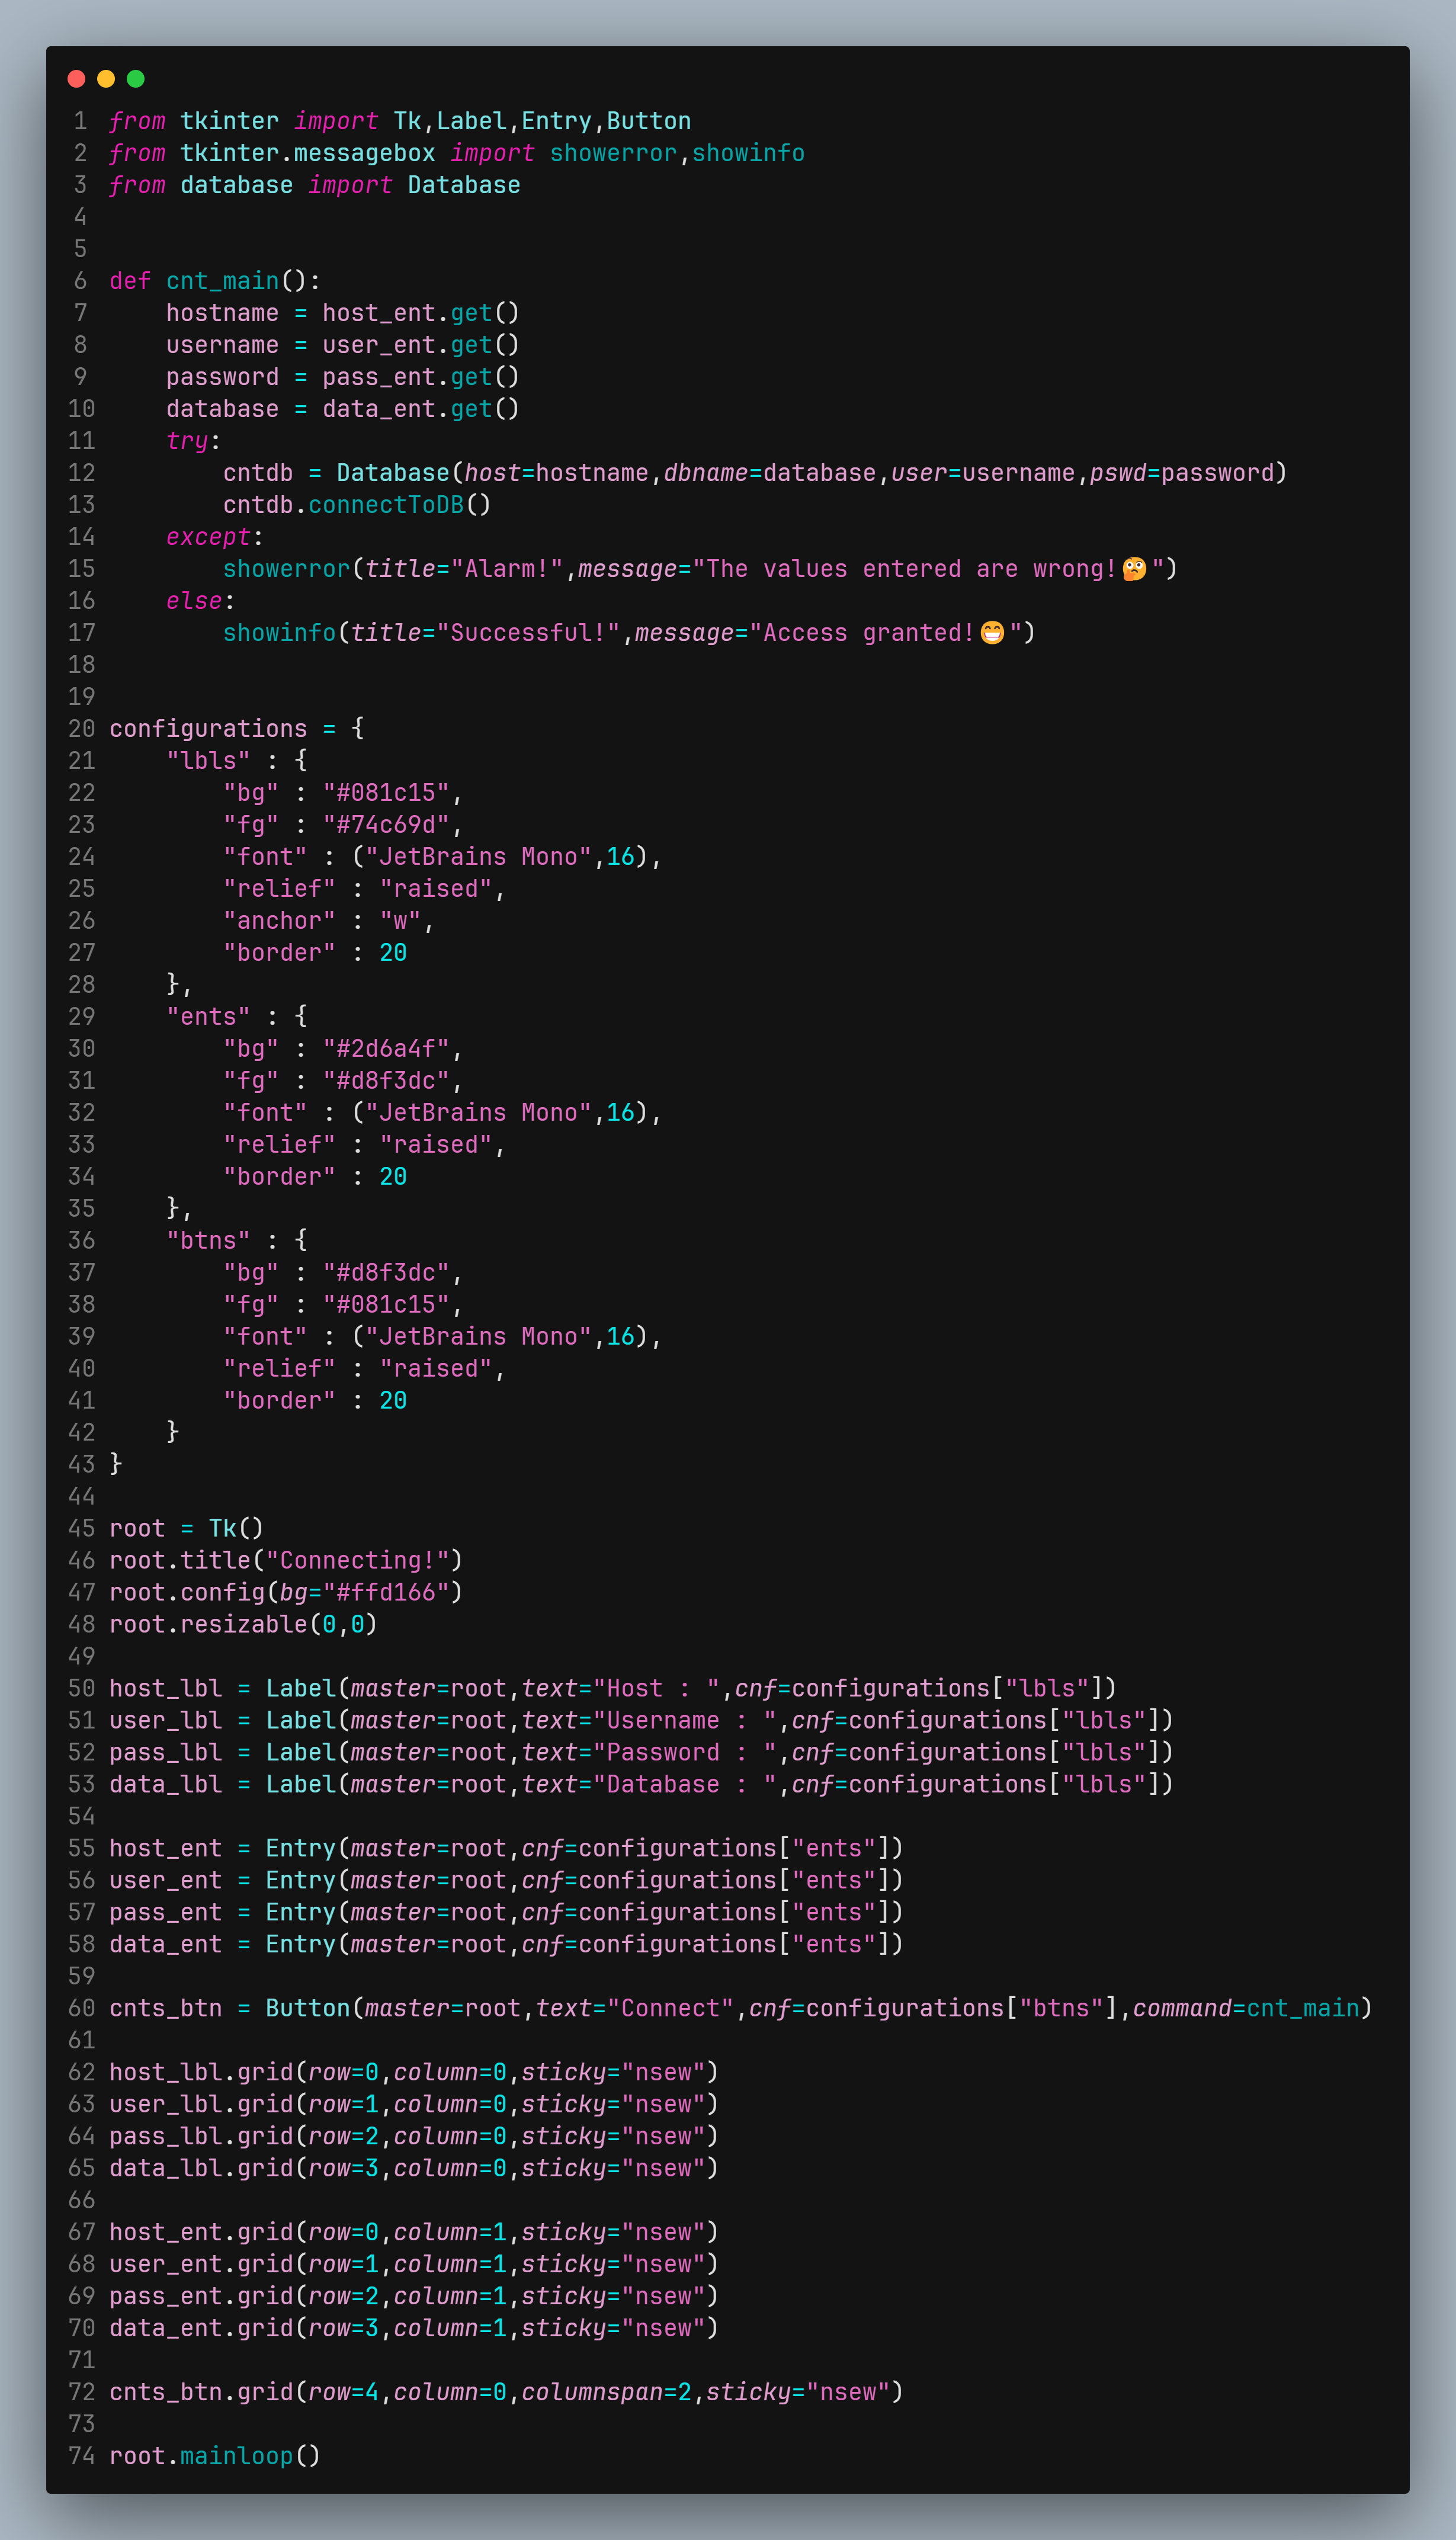 1 from tkinter import Tk,Label,Entry,Button
2 from tkinter.messagebox import showerror,showinfo
3 from database import Database
4
5
6 def cnt_main():
7     hostname = host_ent.get()
8     username = user_ent.get()
9     password = pass_ent.get()
10     database = data_ent.get()
11     try:
12         cntdb = Database(host=hostname,dbname=database,user=username,pswd=password)
13         cntdb.connectToDB()
14     except:
15         showerror(title="Alarm!",message="The values entered are wrong!🤔")
16     else:
17         showinfo(title="Successful!",message="Access granted!😁")
18
19
20 configurations = {
21     "lbls" : {
22         "bg" : "#081c15",
23         "fg" : "#74c69d",
24         "font" : ("JetBrains Mono",16),
25         "relief" : "raised",
26         "anchor" : "w",
27         "border" : 20
28     },
29     "ents" : {
30         "bg" : "#2d6a4f",
31         "fg" : "#d8f3dc",
32         "font" : ("JetBrains Mono",16),
33         "relief" : "raised",
34         "border" : 20
35     },
36     "btns" : {
37         "bg" : "#d8f3dc",
38         "fg" : "#081c15",
39         "font" : ("JetBrains Mono",16),
40         "relief" : "raised",
41         "border" : 20
42     }
43 }
44
45 root = Tk()
46 root.title("Connecting!")
47 root.config(bg="#ffd166")
48 root.resizable(0,0)
49
50 host_lbl = Label(master=root,text="Host : ",cnf=configurations["lbls"])
51 user_lbl = Label(master=root,text="Username : ",cnf=configurations["lbls"])
52 pass_lbl = Label(master=root,text="Password : ",cnf=configurations["lbls"])
53 data_lbl = Label(master=root,text="Database : ",cnf=configurations["lbls"])
54
55 host_ent = Entry(master=root,cnf=configurations["ents"])
56 user_ent = Entry(master=root,cnf=configurations["ents"])
57 pass_ent = Entry(master=root,cnf=configurations["ents"])
58 data_ent = Entry(master=root,cnf=configurations["ents"])
59
60 cnts_btn = Button(master=root,text="Connect",cnf=configurations["btns"],command=cnt_main)
61
62 host_lbl.grid(row=0,column=0,sticky="nsew")
63 user_lbl.grid(row=1,column=0,sticky="nsew")
64 pass_lbl.grid(row=2,column=0,sticky="nsew")
65 data_lbl.grid(row=3,column=0,sticky="nsew")
66
67 host_ent.grid(row=0,column=1,sticky="nsew")
68 user_ent.grid(row=1,column=1,sticky="nsew")
69 pass_ent.grid(row=2,column=1,sticky="nsew")
70 data_ent.grid(row=3,column=1,sticky="nsew")
71
72 cnts_btn.grid(row=4,column=0,columnspan=2,sticky="nsew")
73
74 root.mainloop()